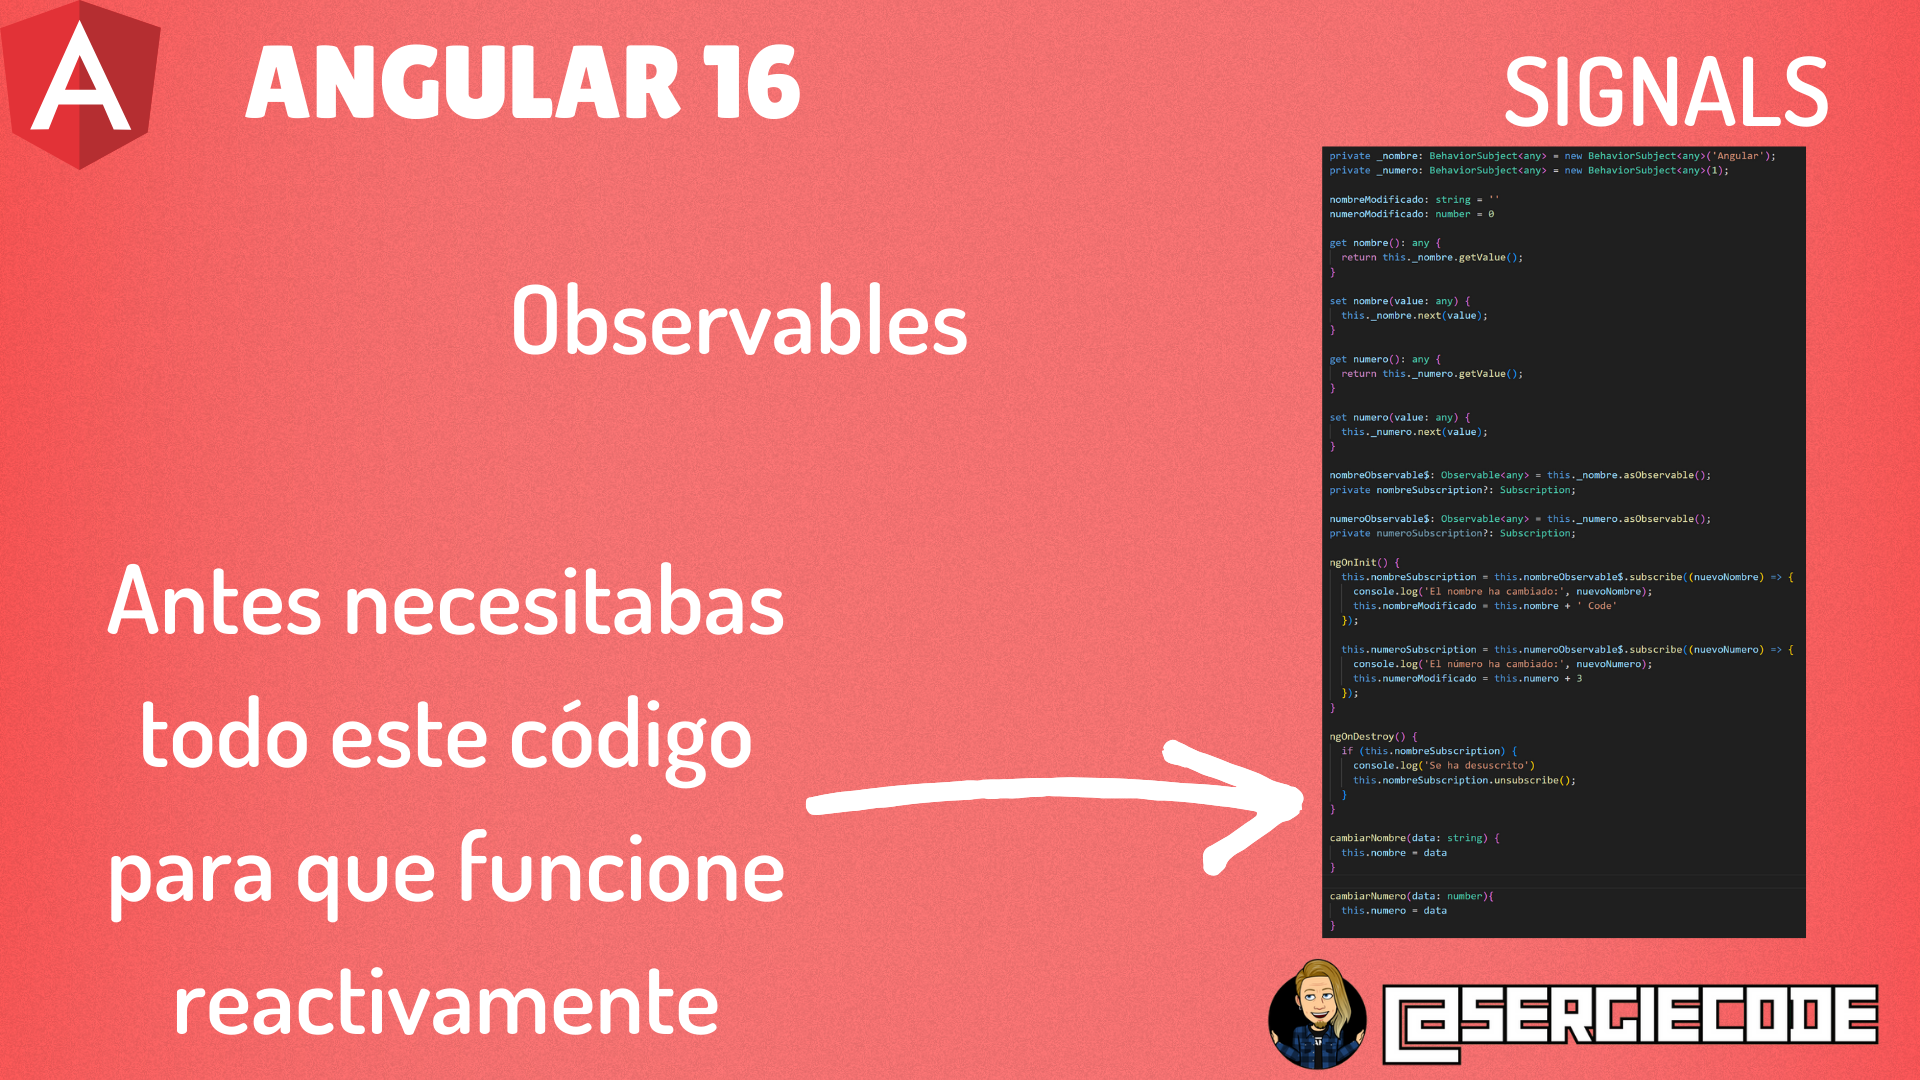 ANGULAR 16
SIGNALS
Observables
Antes necesitabas
todo este código
para que funcione
reactivamente
private _nombre: BehaviorSubject<any> = new BehaviorSubject<any>('Angular');
private _numero: BehaviorSubject<any> = new BehaviorSubject<any>(1);
nombreModificado: string = ''
numeroModificado: number = 0
get nombre(): any {
return this._nombre.getValue();
}
set nombre(value: any) {
this._nombre.next(value);
}
get numero(): any {
return this._numero.getValue();
}
set numero(value: any) {
this._numero.next(value);
}
nombreObservable$: Observable<any> = this._nombre.asObservable();
private nombreSubscription?: Subscription;
numeroObservable$: Observable<any> = this._numero.asObservable();
private numeroSubscription?: Subscription;
ngOnInit() {
this.nombreSubscription = this.nombreObservable$.subscribe((nuevoNombre) => {
console.log('El nombre ha cambiado:', nuevoNombre);
this.nombreModificado = this.nombre + ' Code'
});
this.numeroSubscription = this.numeroObservable$.subscribe((nuevoNumero) => {
console.log('El número ha cambiado:', nuevoNumero);
this.numeroModificado = this.numero + 3
});
}
ngOnDestroy() {
if (this.nombreSubscription) {
console.log('Se ha desuscrito')
this.nombreSubscription.unsubscribe();
}
}
cambiarNombre(data: string) {
this.nombre = data
}
cambiarNumero(data: number){
this.numero = data
}
@SERGIECODE